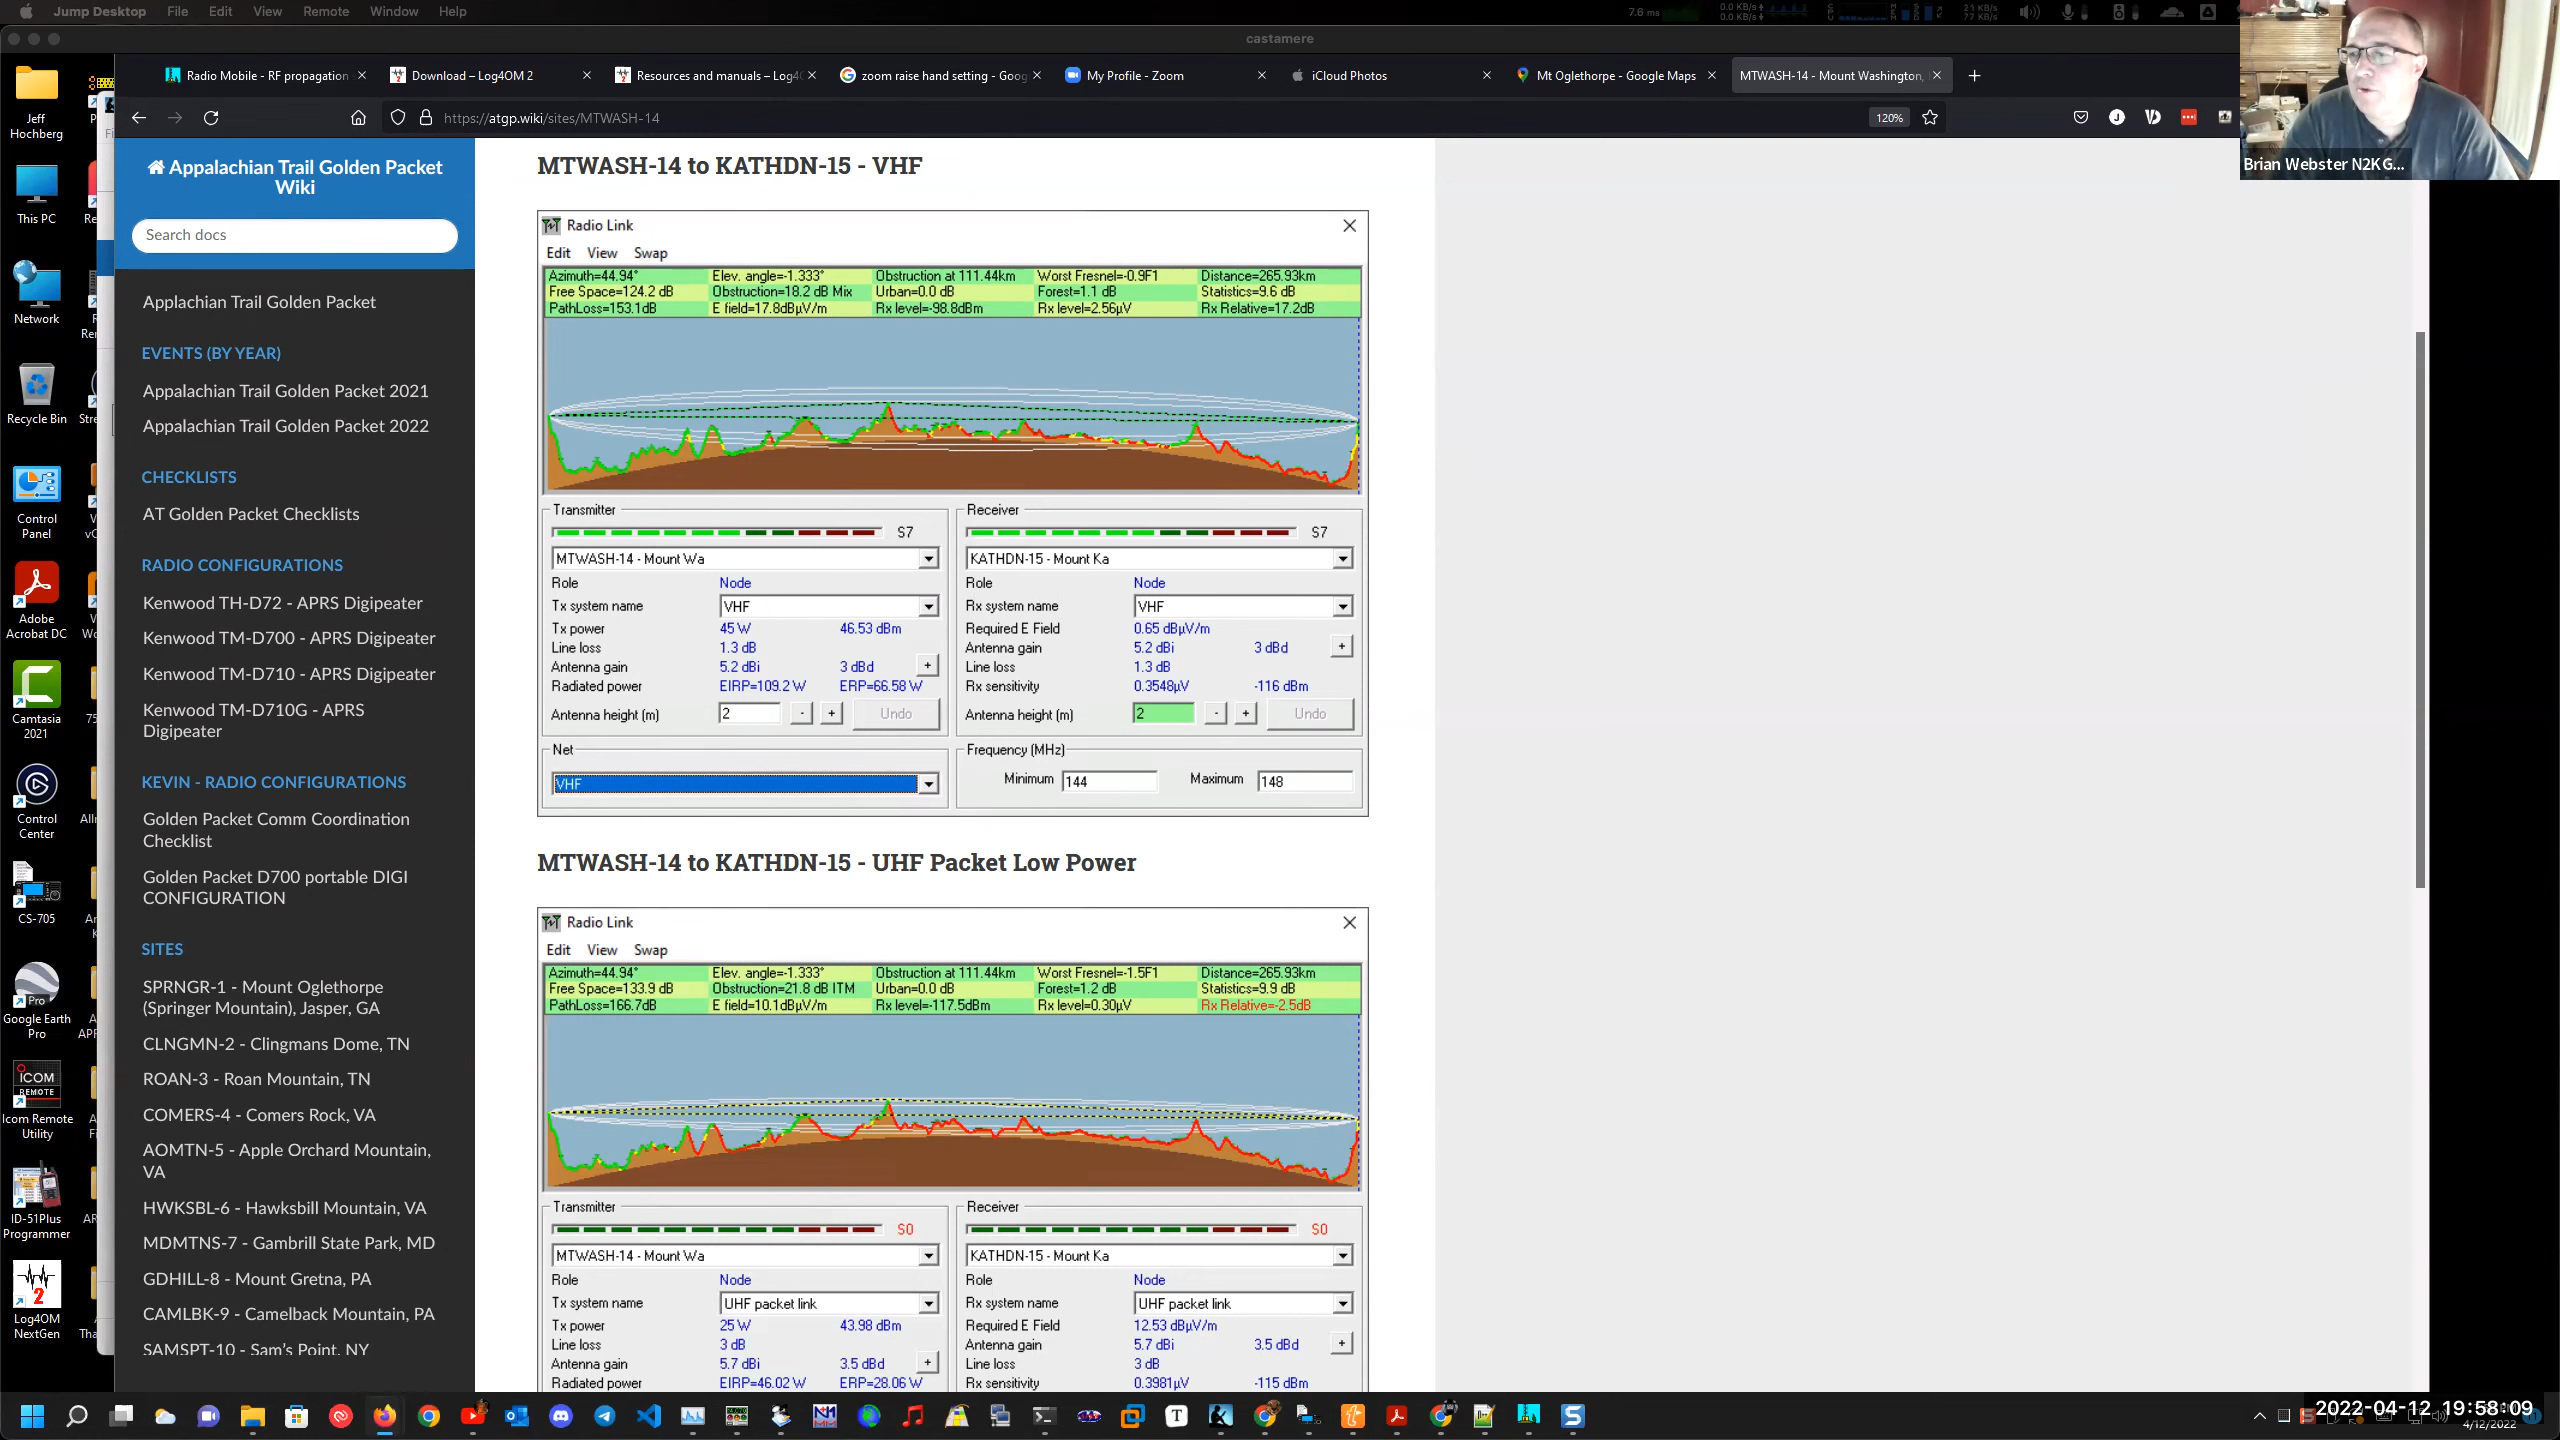 Jump Desktop File Edit View Remote Window Help
7.6 ms 0.0 KB/s 0.0 KB/s 21 KB/s 77 KB/s
castamere
Radio Mobile - RF propagation
Download – Log4OM 2
Resources and manuals – Log4O
zoom raise hand setting - Goog
My Profile - Zoom
iCloud Photos
Mt Oglethorpe - Google Maps
MTWASH-14 - Mount Washington,
https://atgp.wiki/sites/MTWASH-14
120%
Brian Webster N2KG...
Jeff Hochberg
This PC
Network
Recycle Bin
Control Panel
Adobe Acrobat DC
Camtasia 2021
Control Center
CS-705
Google Earth Pro
Icom Remote Utility
ID-51Plus Programmer
Log4OM NextGen
Appalachian Trail Golden Packet
Wiki
Search docs
Applachian Trail Golden Packet
EVENTS (BY YEAR)
Appalachian Trail Golden Packet 2021
Appalachian Trail Golden Packet 2022
CHECKLISTS
AT Golden Packet Checklists
RADIO CONFIGURATIONS
Kenwood TH-D72 - APRS Digipeater
Kenwood TM-D700 - APRS Digipeater
Kenwood TM-D710 - APRS Digipeater
Kenwood TM-D710G - APRS
Digipeater
KEVIN - RADIO CONFIGURATIONS
Golden Packet Comm Coordination
Checklist
Golden Packet D700 portable DIGI
CONFIGURATION
SITES
SPRNGR-1 - Mount Oglethorpe
(Springer Mountain), Jasper, GA
CLNGMN-2 - Clingmans Dome, TN
ROAN-3 - Roan Mountain, TN
COMERS-4 - Comers Rock, VA
AOMTN-5 - Apple Orchard Mountain,
VA
HWKSBL-6 - Hawksbill Mountain, VA
MDMTNS-7 - Gambrill State Park, MD
GDHILL-8 - Mount Gretna, PA
CAMLBK-9 - Camelback Mountain, PA
SAMSPT-10 - Sam's Point, NY
MTWASH-14 to KATHDN-15 - VHF
Radio Link
Edit View Swap
Azimuth=44.94° Elev. angle=-1.333° Obstruction at 111.44km Worst Fresnel=-0.9F1 Distance=265.93km
Free Space=124.2 dB Obstruction=18.2 dB Mix Urban=0.0 dB Forest=1.1 dB Statistics=9.6 dB
PathLoss=153.1dB E field=17.8dBµV/m Rx level=-98.8dBm Rx level=2.56µV Rx Relative=17.2dB
Transmitter
S7
MTWASH-14 - Mount Wa
Role Node
Tx system name VHF
Tx power 45 W 46.53 dBm
Line loss 1.3 dB
Antenna gain 5.2 dBi 3 dBd +
Radiated power EIRP=109.2 W ERP=66.58 W
Antenna height (m) 2 - + Undo
Net
VHF
Receiver
S7
KATHDN-15 - Mount Ka
Role Node
Rx system name VHF
Required E Field 0.65 dBµV/m
Antenna gain 5.2 dBi 3 dBd +
Line loss 1.3 dB
Rx sensitivity 0.3548µV -116 dBm
Antenna height (m) 2 - + Undo
Frequency (MHz)
Minimum 144 Maximum 148
MTWASH-14 to KATHDN-15 - UHF Packet Low Power
Radio Link
Edit View Swap
Azimuth=44.94° Elev. angle=-1.333° Obstruction at 111.44km Worst Fresnel=-1.5F1 Distance=265.93km
Free Space=133.9 dB Obstruction=21.8 dB ITM Urban=0.0 dB Forest=1.2 dB Statistics=9.9 dB
PathLoss=166.7dB E field=10.1dBµV/m Rx level=-117.5dBm Rx level=0.30µV Rx Relative=-2.5dB
Transmitter
S0
MTWASH-14 - Mount Wa
Role Node
Tx system name UHF packet link
Tx power 25 W 43.98 dBm
Line loss 3 dB
Antenna gain 5.7 dBi 3.5 dBd +
Radiated power EIRP=46.02 W ERP=28.06 W
Receiver
S0
KATHDN-15 - Mount Ka
Role Node
Rx system name UHF packet link
Required E Field 12.53 dBµV/m
Antenna gain 5.7 dBi 3.5 dBd +
Line loss 3 dB
Rx sensitivity 0.3981µV -115 dBm
2022-04-12 19:58:09
4/12/2022